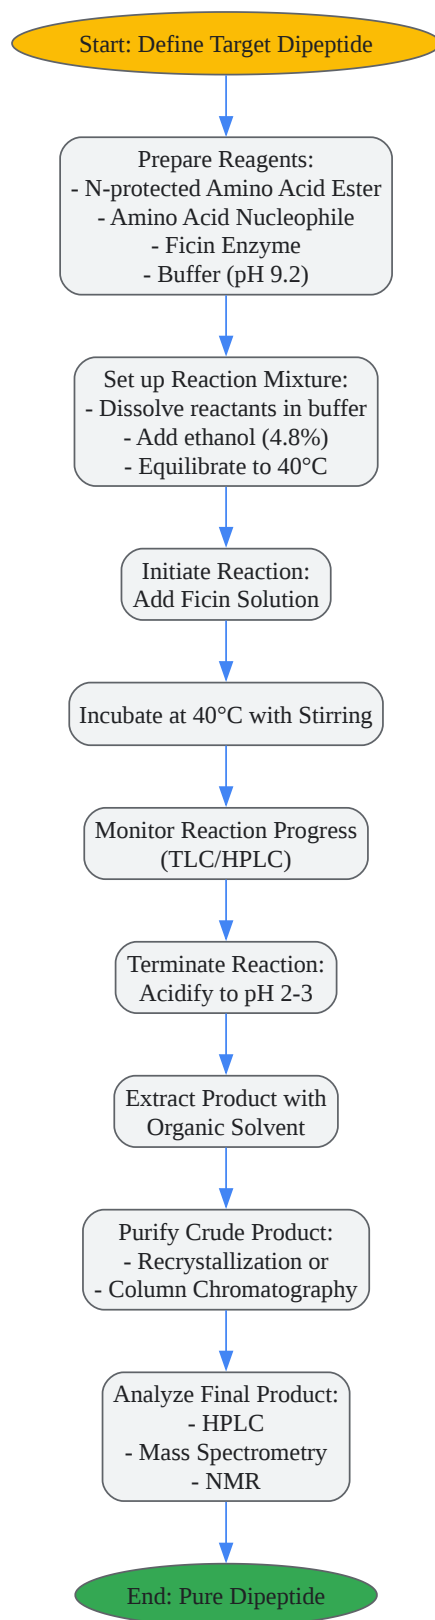 Start: Define Target Dipeptide
Prepare Reagents:
- N-protected Amino Acid Ester
- Amino Acid Nucleophile
- Ficin Enzyme
- Buffer (pH 9.2)
Set up Reaction Mixture:
- Dissolve reactants in buffer
- Add ethanol (4.8%)
- Equilibrate to 40°C
Initiate Reaction:
Add Ficin Solution
Incubate at 40°C with Stirring
Monitor Reaction Progress
(TLC/HPLC)
Terminate Reaction:
Acidify to pH 2-3
Extract Product with
Organic Solvent
Purify Crude Product:
- Recrystallization or
- Column Chromatography
Analyze Final Product:
- HPLC
- Mass Spectrometry
- NMR
End: Pure Dipeptide